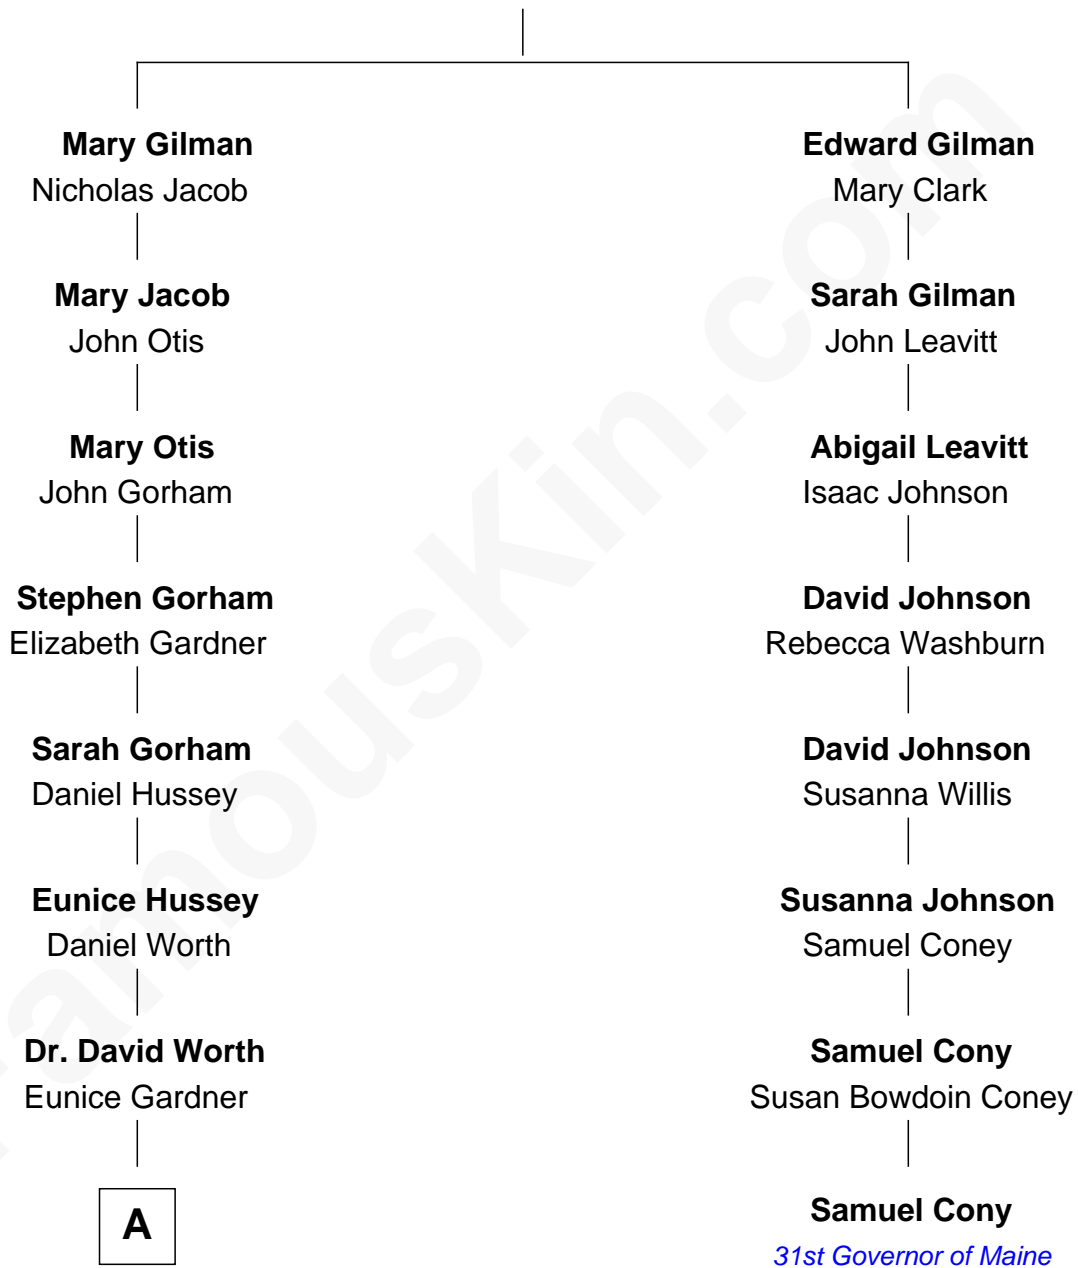 Mary Gilman
Nicholas Jacob
Mary Jacob
John Otis
Mary Otis
John Gorham
Stephen Gorham
Elizabeth Gardner
Sarah Gorham
Daniel Hussey
Eunice Hussey
Daniel Worth
Dr. David Worth
Eunice Gardner
A
Edward Gilman
Mary Clark
Sarah Gilman
John Leavitt
Abigail Leavitt
Isaac Johnson
David Johnson
Rebecca Washburn
David Johnson
Susanna Willis
Susanna Johnson
Samuel Coney
Samuel Cony
Susan Bowdoin Coney
Samuel Cony
31st Governor of Maine
FamousKin.com